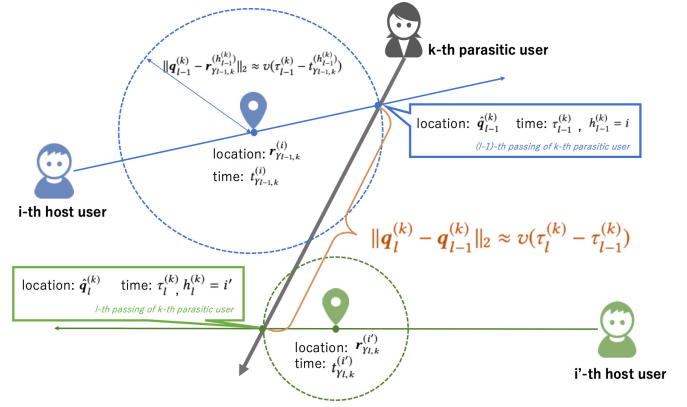 k-th parasitic user
‖q_{l−1}^{(k)} − r_{γ_{l−1,k}}^{(h_{l−1}^{(k)})}‖₂ ≈ v(τ_{l−1}^{(k)} − t_{γ_{l−1,k}}^{(h_{l−1}^{(k)})})
location: q̂_{l−1}^{(k)} time: τ_{l−1}^{(k)} , h_{l−1}^{(k)} = i
(l-1)-th passing of k-th parasitic user
location: r_{γ_{l−1,k}}^{(i)}
time: t_{γ_{l−1,k}}^{(i)}
i-th host user
‖q_l^{(k)} − q_{l−1}^{(k)}‖₂ ≈ v(τ_l^{(k)} − τ_{l−1}^{(k)})
location: q̂_l^{(k)} time: τ_l^{(k)}, h_l^{(k)} = i′
l-th passing of k-th parasitic user
location: r_{γ_{l,k}}^{(i′)}
time: t_{γ_{l,k}}^{(i′)}
i'-th host user